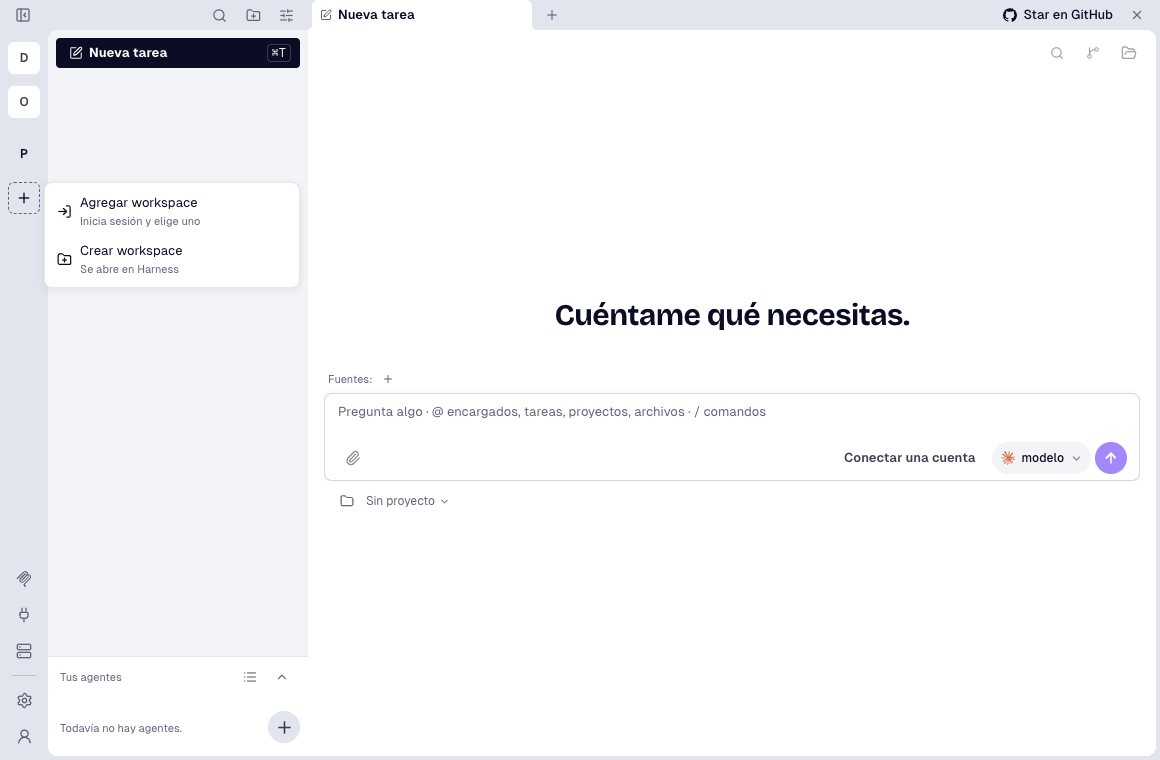 Nueva tarea
Star en GitHub
D
Nueva tarea
⌘T
O
P
Agregar workspace
Inicia sesión y elige uno
Crear workspace
Se abre en Harness
Cuéntame qué necesitas.
Fuentes:
Pregunta algo · @ encargados, tareas, proyectos, archivos · / comandos
Conectar una cuenta
modelo
Sin proyecto
Tus agentes
Todavía no hay agentes.